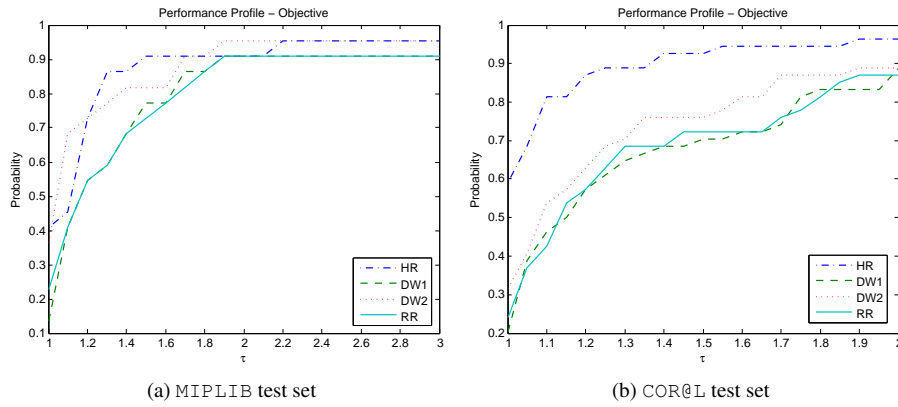 Performance Profile − Objective
1
0.9
0.8
0.7
0.6
0.5
0.4
0.3
0.2
0.1
Probability
HR
DW1
DW2
RR
1 1.2 1.4 1.6 1.8 2 2.2 2.4 2.6 2.8 3
τ
(a) MIPLIB test set
Performance Profile − Objective
1
0.9
0.8
0.7
0.6
0.5
0.4
0.3
0.2
Probability
HR
DW1
DW2
RR
1 1.1 1.2 1.3 1.4 1.5 1.6 1.7 1.8 1.9 2
τ
(b) COR@L test set